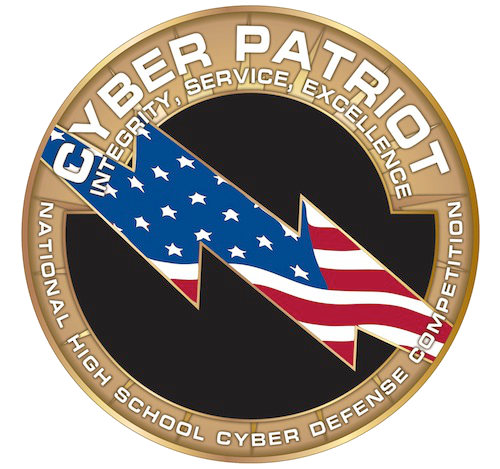 CYBER PATRIOT
INTEGRITY, SERVICE, EXCELLENCE
NATIONAL HIGH SCHOOL CYBER DEFENSE COMPETITION